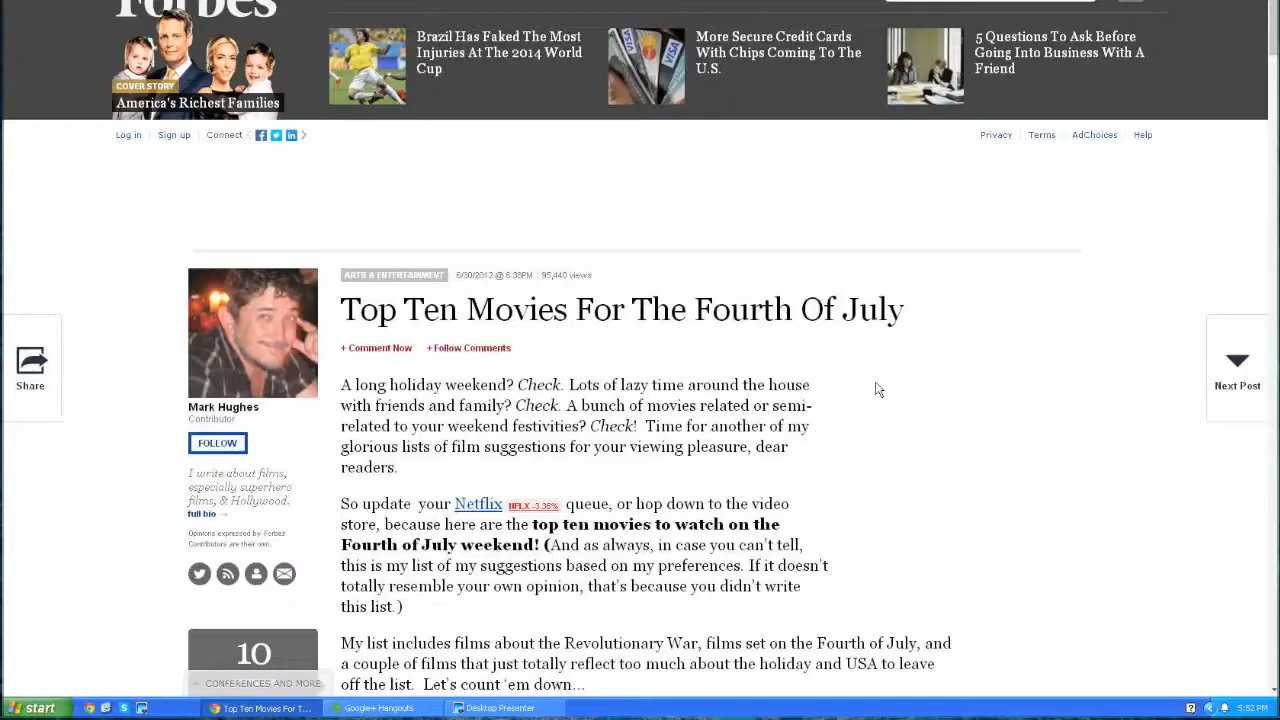 Forbes
COVER STORY
America's Richest Families
Brazil Has Faked The Most
Injuries At The 2014 World
Cup
VISA
More Secure Credit Cards
With Chips Coming To The
U.S.
5 Questions To Ask Before
Going Into Business With A
Friend
Log in
Sign up
Connect
Privacy
Terms
AdChoices
Help
ARTS & ENTERTAINMENT
6/30/2012 @ 6:36PM
95,440 views
Top Ten Movies For The Fourth Of July
+ Comment Now
+ Follow Comments
Share
Next Post
Mark Hughes
Contributor
FOLLOW
I write about films,
especially superhero
films, & Hollywood.
full bio →
Opinions expressed by Forbes
Contributors are their own.
10
CONFERENCES AND MORE
A long holiday weekend? Check. Lots of lazy time around the house
with friends and family? Check. A bunch of movies related or semi-
related to your weekend festivities? Check! Time for another of my
glorious lists of film suggestions for your viewing pleasure, dear
readers.
So update your Netflix NFLX -3.36% queue, or hop down to the video
store, because here are the top ten movies to watch on the
Fourth of July weekend! (And as always, in case you can't tell,
this is my list of my suggestions based on my preferences. If it doesn't
totally resemble your own opinion, that's because you didn't write
this list.)
My list includes films about the Revolutionary War, films set on the Fourth of July, and
a couple of films that just totally reflect too much about the holiday and USA to leave
off the list. Let's count 'em down…
start
Top Ten Movies For T...
Google+ Hangouts
Desktop Presenter
5:52 PM